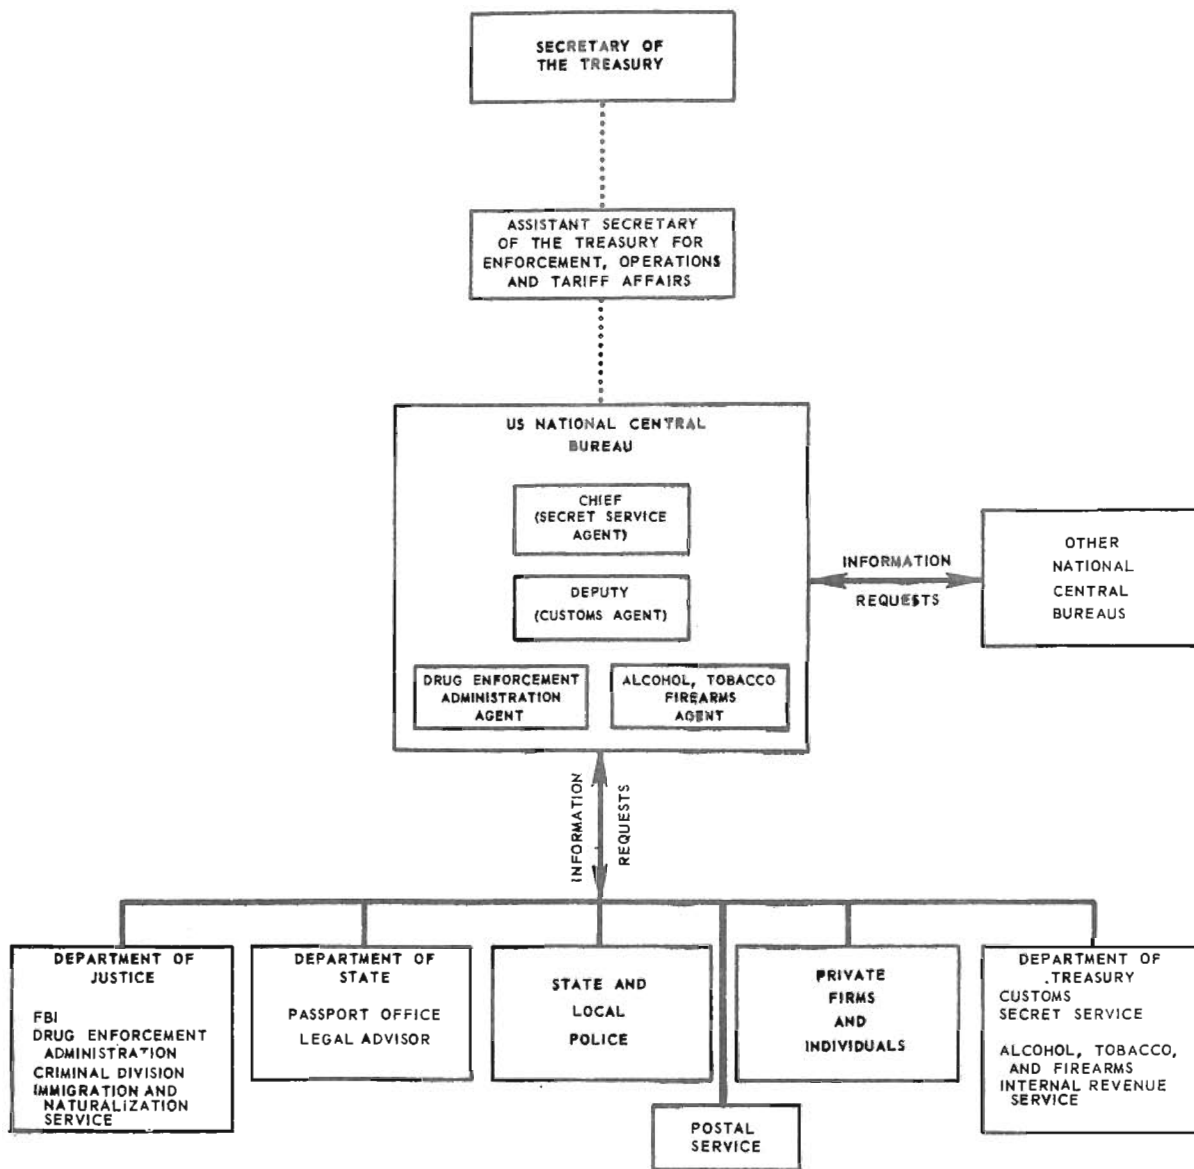 SECRETARY OF
THE TREASURY
ASSISTANT SECRETARY
OF THE TREASURY FOR
ENFORCEMENT, OPERATIONS
AND TARIFF AFFAIRS
US NATIONAL CENTRAL
BUREAU
CHIEF
(SECRET SERVICE
AGENT)
DEPUTY
(CUSTOMS AGENT)
DRUG ENFORCEMENT
ADMINISTRATION
AGENT
ALCOHOL, TOBACCO
FIREARMS
AGENT
INFORMATION
REQUESTS
OTHER
NATIONAL
CENTRAL
BUREAUS
INFORMATION
REQUESTS
DEPARTMENT OF
JUSTICE
FBI
DRUG ENFORCEMENT
ADMINISTRATION
CRIMINAL DIVISION
IMMIGRATION AND
NATURALIZATION
SERVICE
DEPARTMENT OF
STATE
PASSPORT OFFICE
LEGAL ADVISOR
STATE AND
LOCAL
POLICE
POSTAL
SERVICE
PRIVATE
FIRMS
AND
INDIVIDUALS
DEPARTMENT OF
TREASURY
CUSTOMS
SECRET SERVICE
ALCOHOL, TOBACCO,
AND FIREARMS
INTERNAL REVENUE
SERVICE